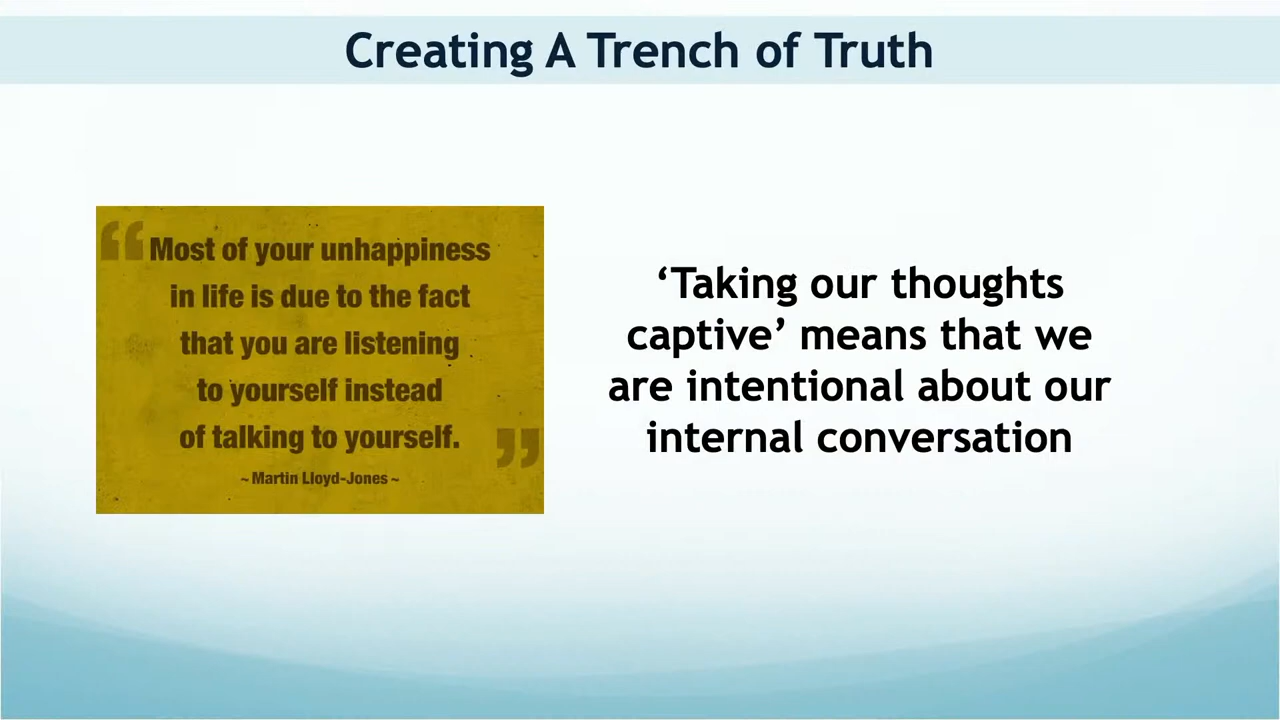 Creating A Trench of Truth
“Most of your unhappiness
in life is due to the fact
that you are listening
to yourself instead
of talking to yourself.”
~ Martin Lloyd-Jones ~
‘Taking our thoughts
captive’ means that we
are intentional about our
internal conversation